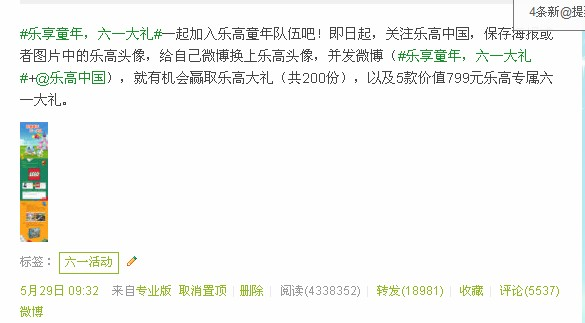 4条新@提
#乐享童年，六一大礼#一起加入乐高童年队伍吧！即日起，关注乐高中国，保存海报或
者图片中的乐高头像，给自己微博换上乐高头像，并发微博（#乐享童年，六一大礼
#+@乐高中国），就有机会赢取乐高大礼（共200份），以及5款价值799元乐高专属六
一大礼。
LEGO
标签： 六一活动
5月29日 09:32 来自专业版 取消置顶 | 删除 | 阅读(4338352) | 转发(18981) | 收藏 | 评论(5537)
微博